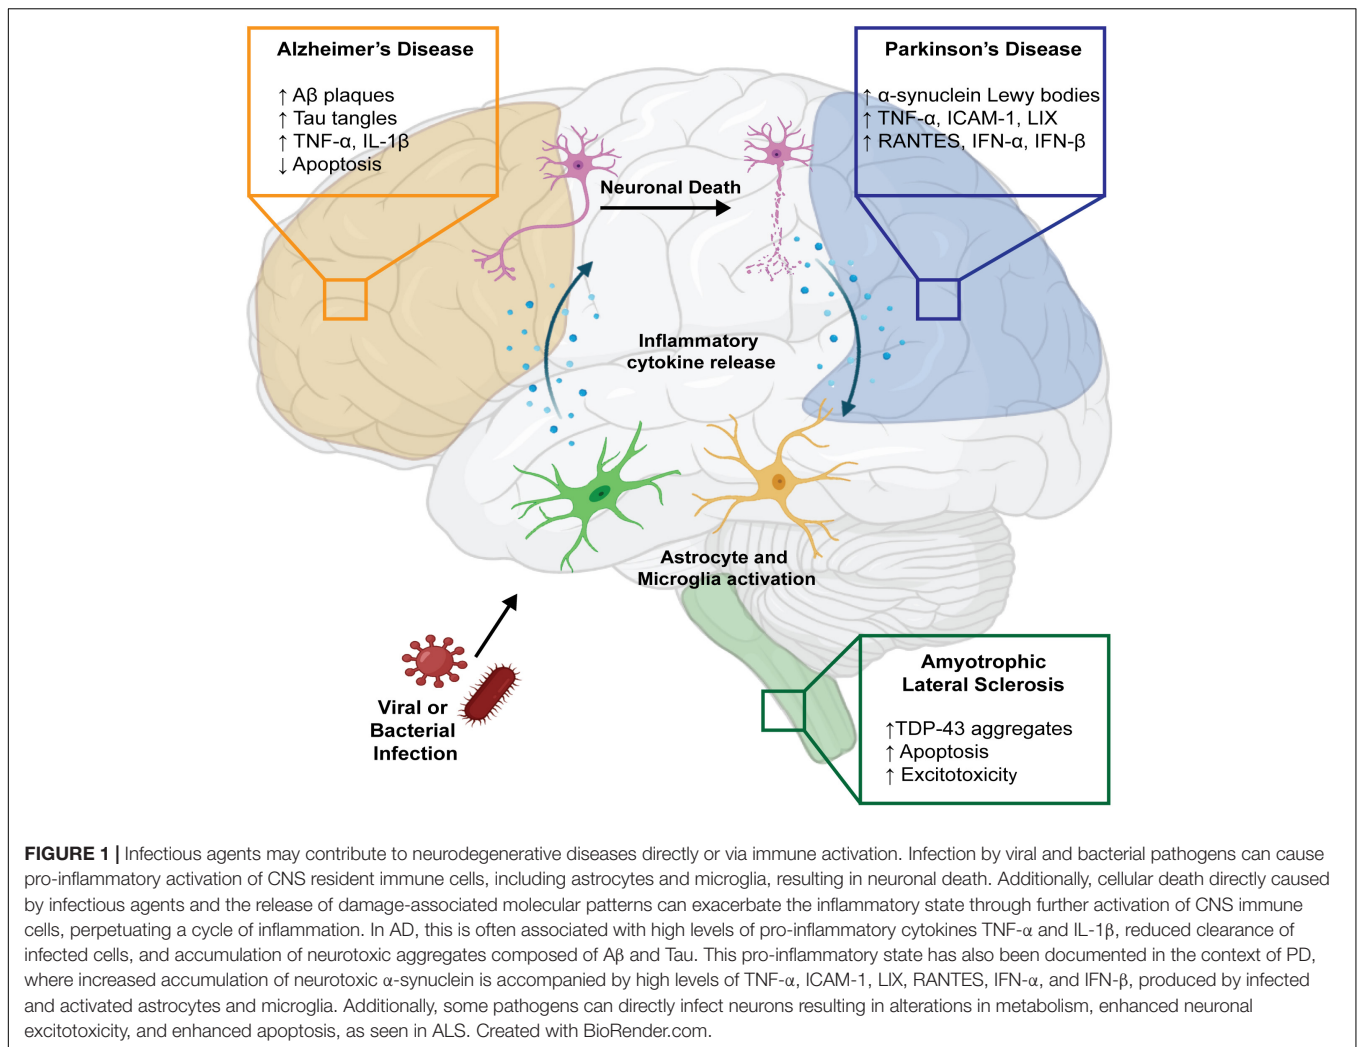 Alzheimer's Disease
↑ Aβ plaques
↑ Tau tangles
↑ TNF-α, IL-1β
↓ Apoptosis
Parkinson's Disease
↑ α-synuclein Lewy bodies
↑ TNF-α, ICAM-1, LIX
↑ RANTES, IFN-α, IFN-β
Neuronal Death
Inflammatory
cytokine release
Astrocyte and
Microglia activation
Viral or
Bacterial
Infection
Amyotrophic
Lateral Sclerosis
↑TDP-43 aggregates
↑ Apoptosis
↑ Excitotoxicity
FIGURE 1 | Infectious agents may contribute to neurodegenerative diseases directly or via immune activation. Infection by viral and bacterial pathogens can cause
pro-inflammatory activation of CNS resident immune cells, including astrocytes and microglia, resulting in neuronal death. Additionally, cellular death directly caused
by infectious agents and the release of damage-associated molecular patterns can exacerbate the inflammatory state through further activation of CNS immune
cells, perpetuating a cycle of inflammation. In AD, this is often associated with high levels of pro-inflammatory cytokines TNF-α and IL-1β, reduced clearance of
infected cells, and accumulation of neurotoxic aggregates composed of Aβ and Tau. This pro-inflammatory state has also been documented in the context of PD,
where increased accumulation of neurotoxic α-synuclein is accompanied by high levels of TNF-α, ICAM-1, LIX, RANTES, IFN-α, and IFN-β, produced by infected
and activated astrocytes and microglia. Additionally, some pathogens can directly infect neurons resulting in alterations in metabolism, enhanced neuronal
excitotoxicity, and enhanced apoptosis, as seen in ALS. Created with BioRender.com.